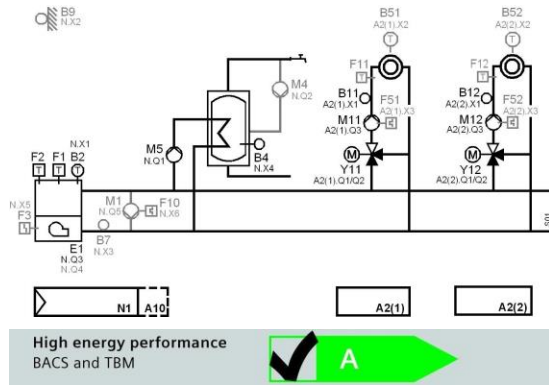 B9
N.X2
B51
A2(1).X2
B52
A2(2).X2
F11
T
F12
T
M4
N.Q2
B11
A2(1).X1
F51
A2(1).X3
B12
A2(2).X1
F52
A2(2).X3
M11
A2(1).Q3
M12
A2(2).Q3
M5
N.Q1
B4
N.X4
M
Y11
A2(1).Q1/Q2
M
Y12
A2(2).Q1/Q2
N.X1
F2 F1 B2
T T T
N.X5
F3
M1
N.Q5
F10
N.X6
B7
N.X3
E1
N.Q3
N.Q4
N1 A10
A2(1)
A2(2)
High energy performance
BACS and TBM
A